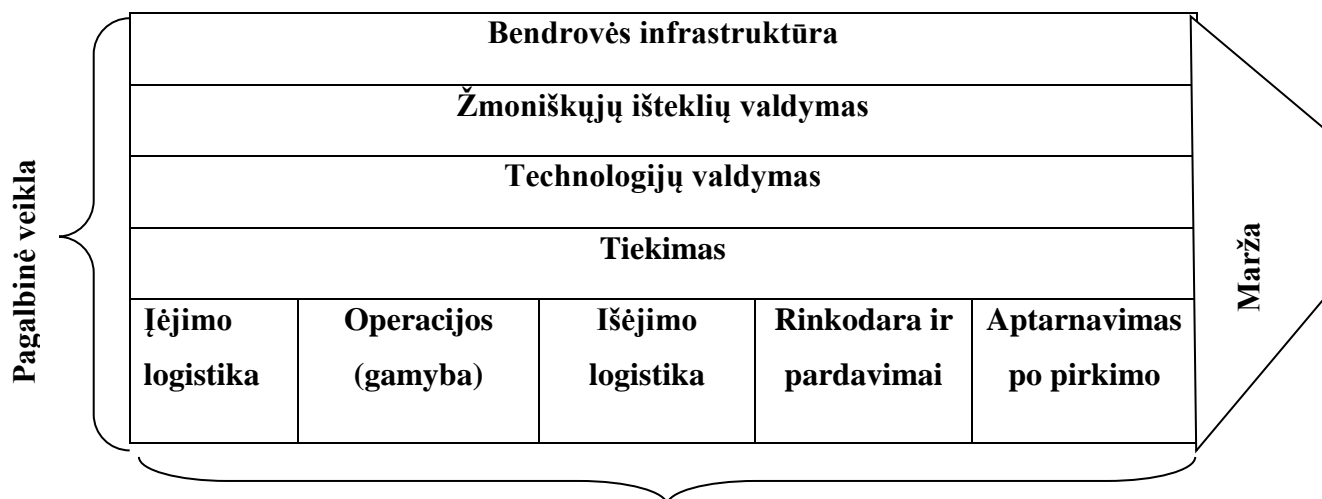 Bendrovės infrastruktūra
Žmoniškųjų išteklių valdymas
Technologijų valdymas
Tiekimas
Įėjimo
logistika
Operacijos
(gamyba)
Išėjimo
logistika
Rinkodara ir
pardavimai
Aptarnavimas
po pirkimo
Pagalbinė veikla
Marža